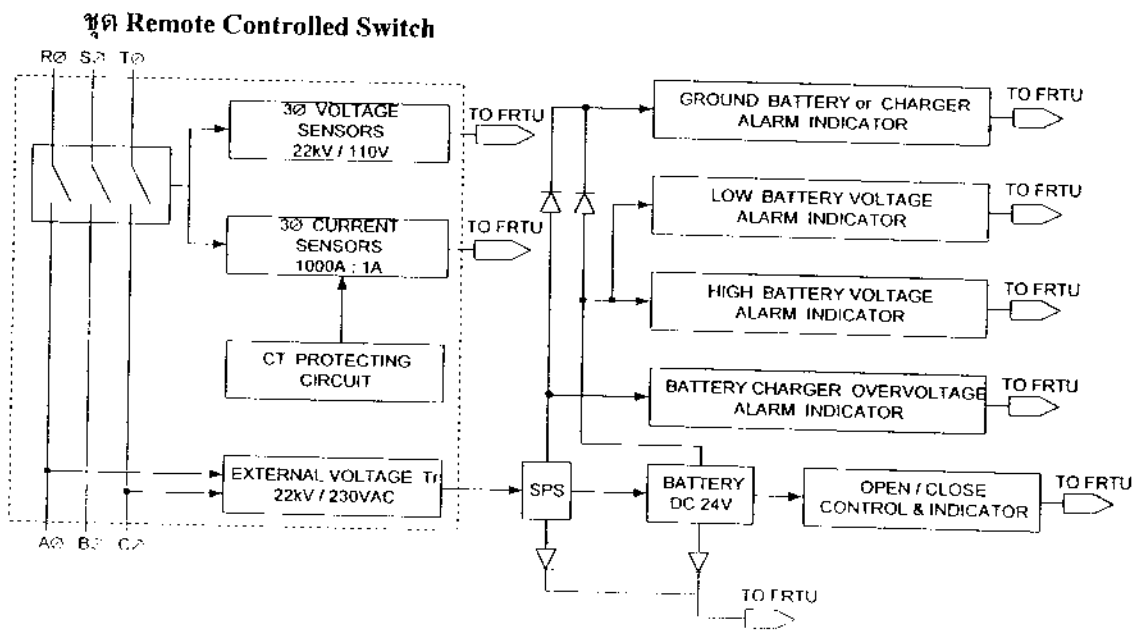 ชุด Remote Controlled Switch
RØ SØ TØ
3Ø VOLTAGE
SENSORS
22kV / 110V
TO FRTU
3Ø CURRENT
SENSORS
1000A : 1A
TO FRTU
CT PROTECTING
CIRCUIT
EXTERNAL VOLTAGE Tr
22kV / 230VAC
AØ BØ CØ
GROUND BATTERY or CHARGER
ALARM INDICATOR
TO FRTU
LOW BATTERY VOLTAGE
ALARM INDICATOR
TO FRTU
HIGH BATTERY VOLTAGE
ALARM INDICATOR
TO FRTU
BATTERY CHARGER OVERVOLTAGE
ALARM INDICATOR
TO FRTU
SPS
BATTERY
DC 24V
OPEN / CLOSE
CONTROL & INDICATOR
TO FRTU
TO FRTU